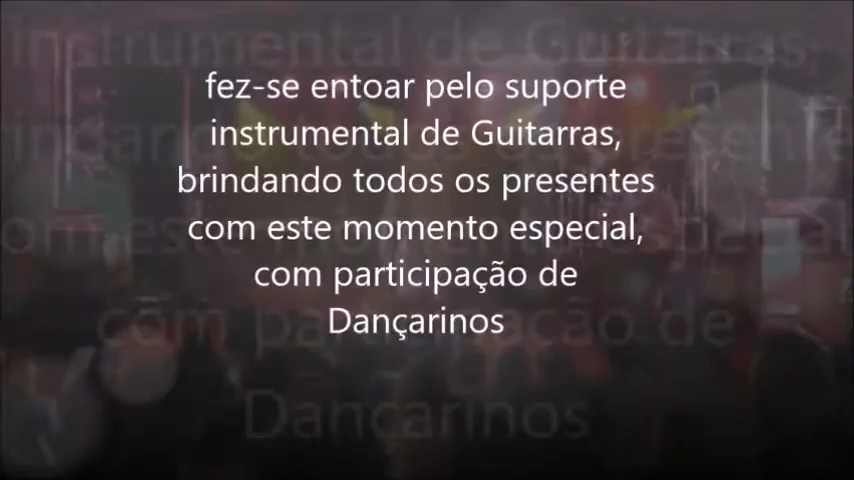 fez-se entoar pelo suporte
instrumental de Guitarras,
brindando todos os presentes
com este momento especial,
com participação de
Dançarinos